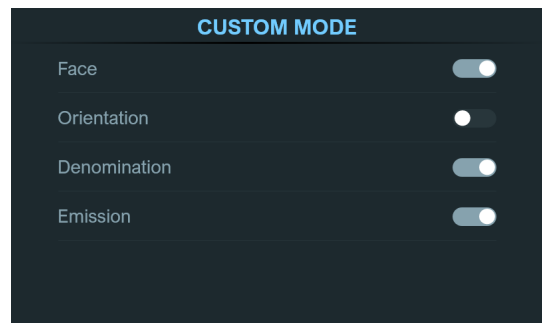 CUSTOM MODE
Face
Orientation
Denomination
Emission